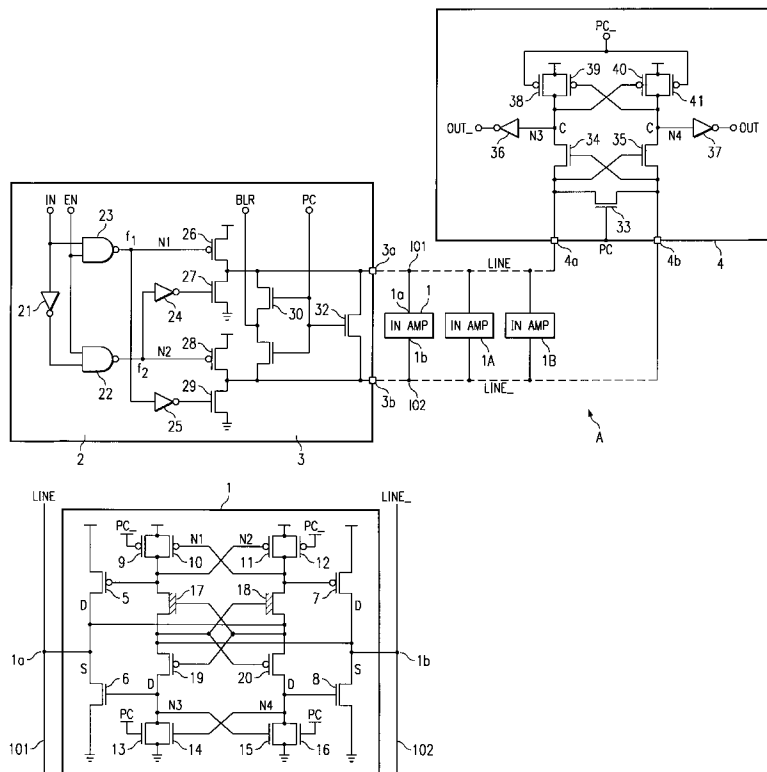 PC_
39
40
38
41
OUT_
N3
C
C
N4
OUT
36
34
35
37
33
PC
4a
4b
4
IN
EN
23
BLR
PC
26
f1
N1
3a
101
LINE
27
1a
1
21
24
30
32
IN AMP
IN AMP
IN AMP
28
1b
1A
1B
N2
f2
22
29
3b
102
LINE_
25
A
2
3
LINE
1
LINE_
PC_
N1
N2
PC_
9
10
11
12
17
18
5
7
D
D
1a
1b
S
S
6
19
20
8
D
D
N3
N4
PC
PC
13
14
15
16
101
102